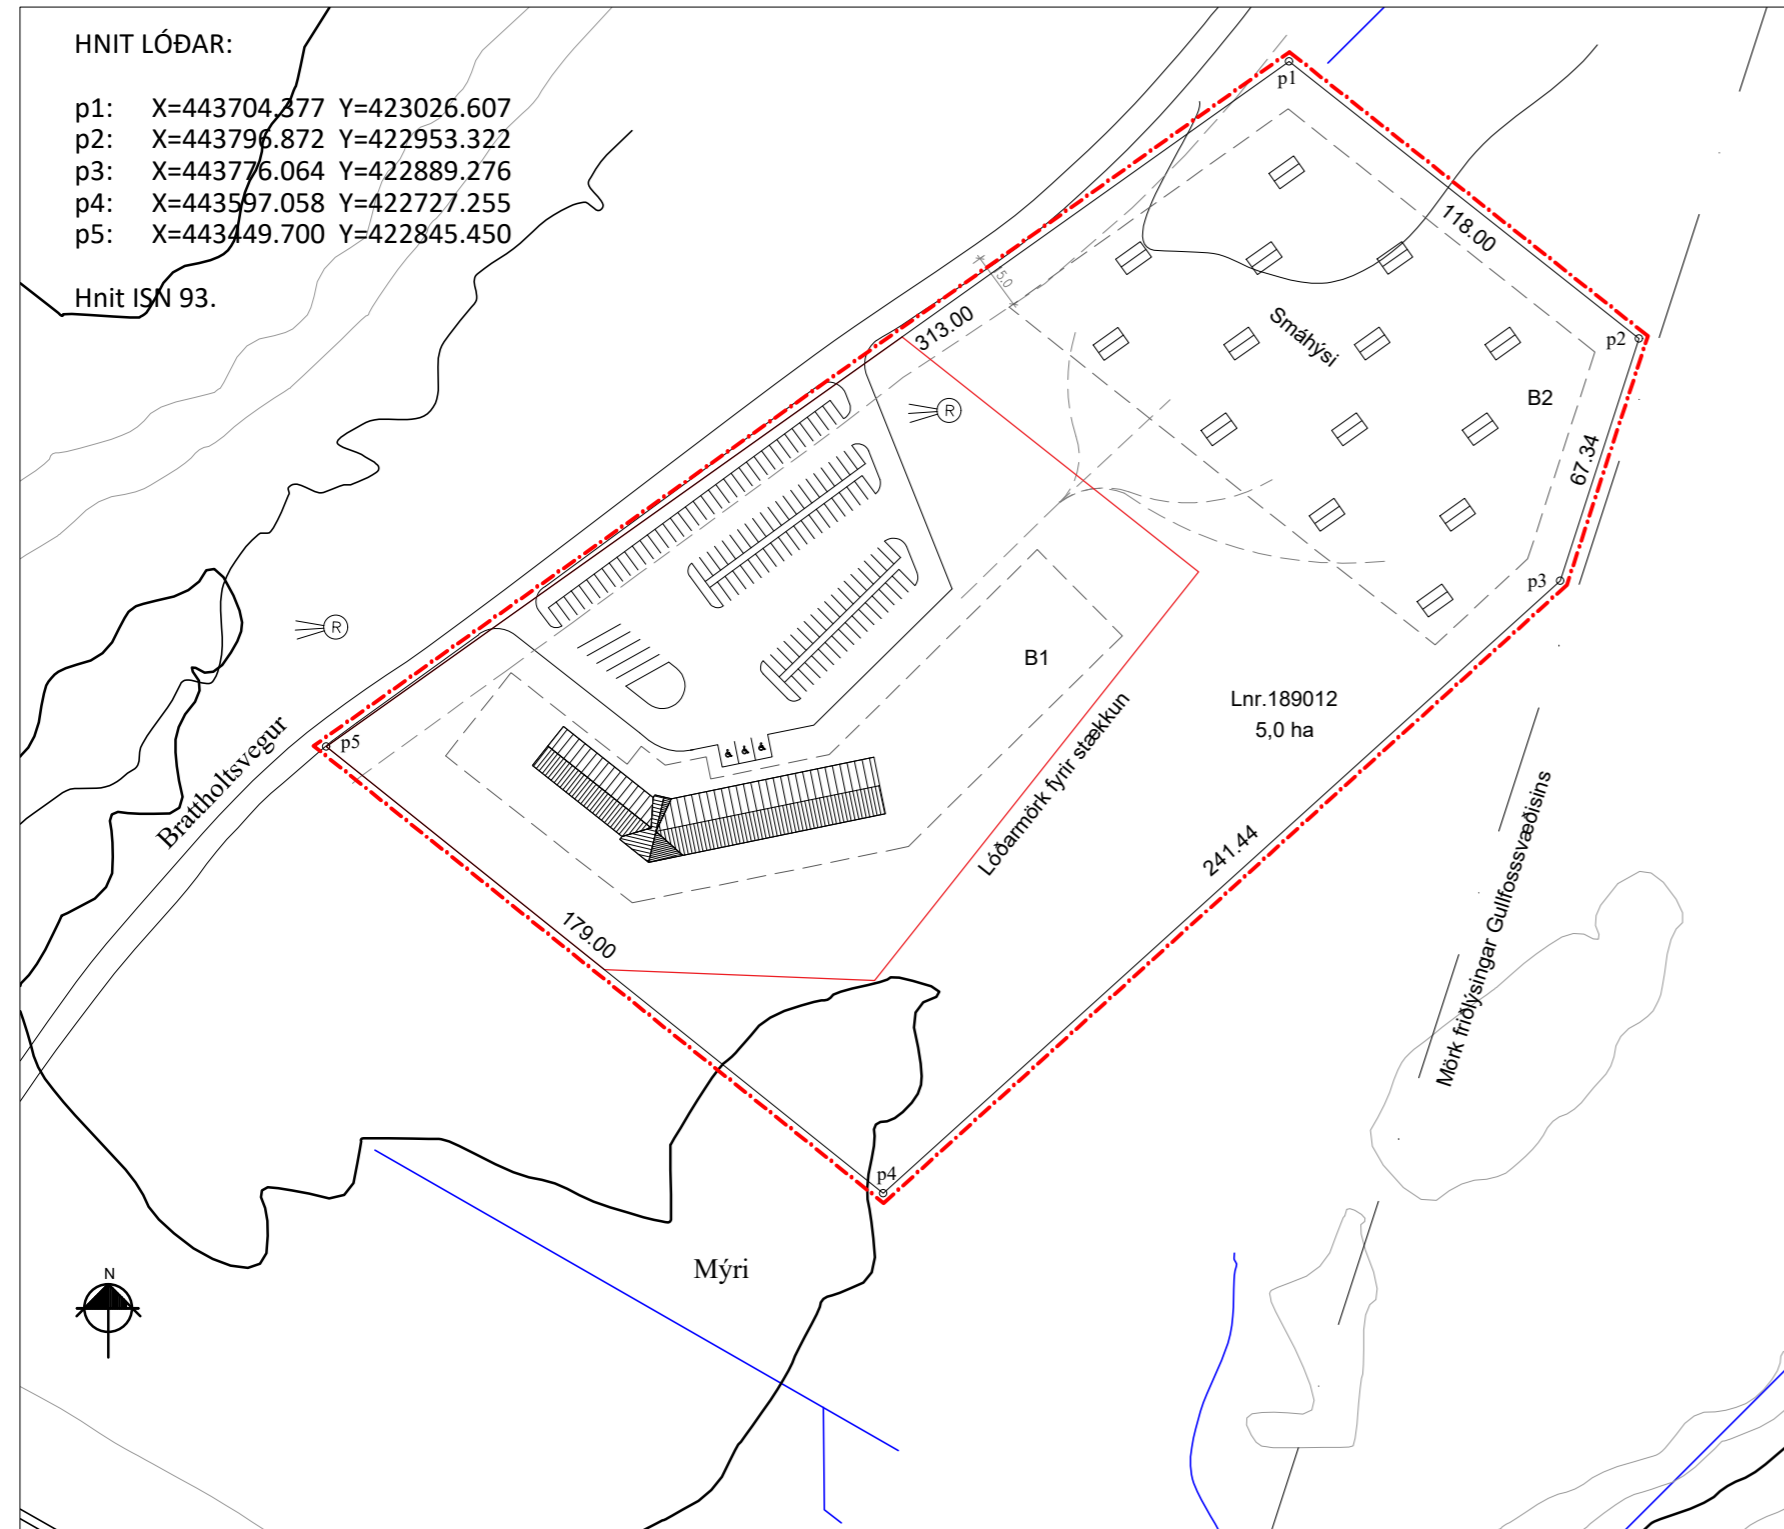 HNIT LÓÐAR:
p1: X=443704.377 Y=423026.607
p2: X=443796.872 Y=422953.322
p3: X=443776.064 Y=422889.276
p4: X=443597.058 Y=422727.255
p5: X=443449.700 Y=422845.450
Hnit ISN 93.
p1
118.00
5.0
313.00
Smáhýsi
p2
B2
R
67.34
p3
R
B1
Lnr.189012
5,0 ha
p5
Brattholtsvegur
Lóðarmörk fyrir stækkun
241.44
Mörk friðlýsingar Gullfosssvæðisins
179.00
p4
Mýri
N